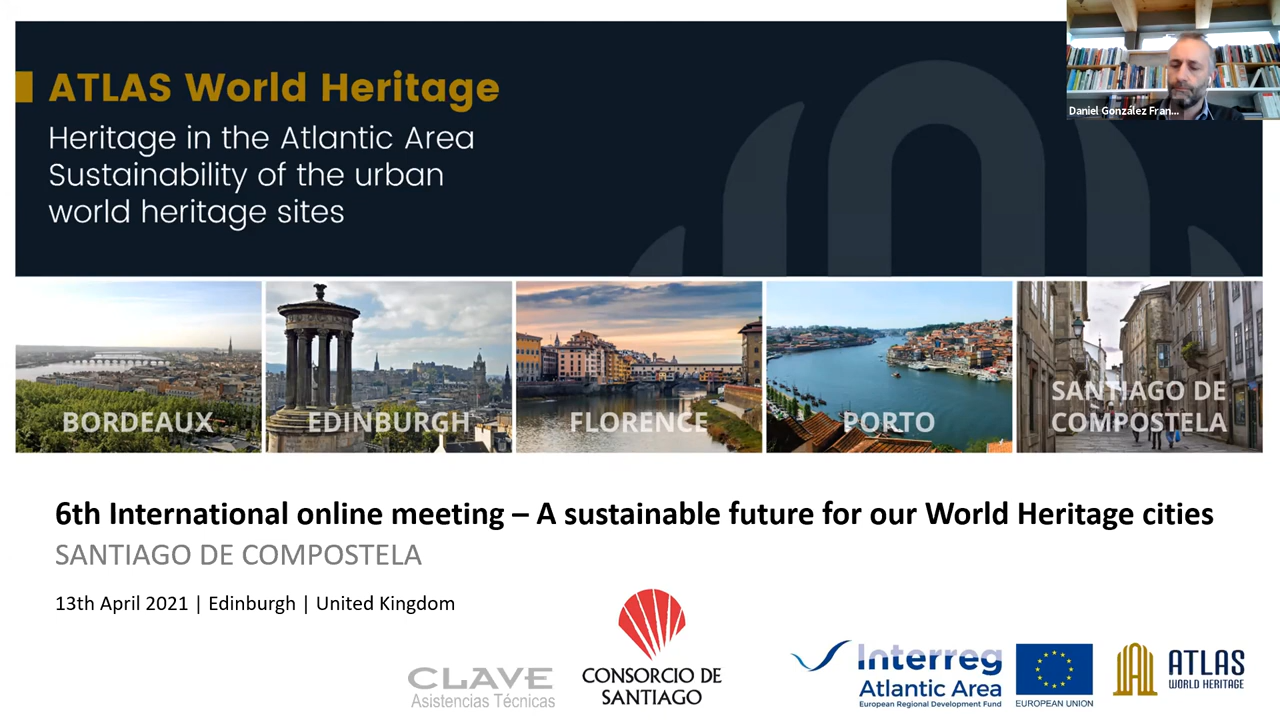 ATLAS World Heritage
Heritage in the Atlantic Area
Sustainability of the urban
world heritage sites
Daniel González Fran...
BORDEAUX
EDINBURGH
FLORENCE
PORTO
SANTIAGO DE
COMPOSTELA
6th International online meeting – A sustainable future for our World Heritage cities
SANTIAGO DE COMPOSTELA
13th April 2021 | Edinburgh | United Kingdom
CLAVE
Asistencias Técnicas
CONSORCIO DE
SANTIAGO
Interreg
Atlantic Area
European Regional Development Fund
EUROPEAN UNION
ATLAS
WORLD HERITAGE